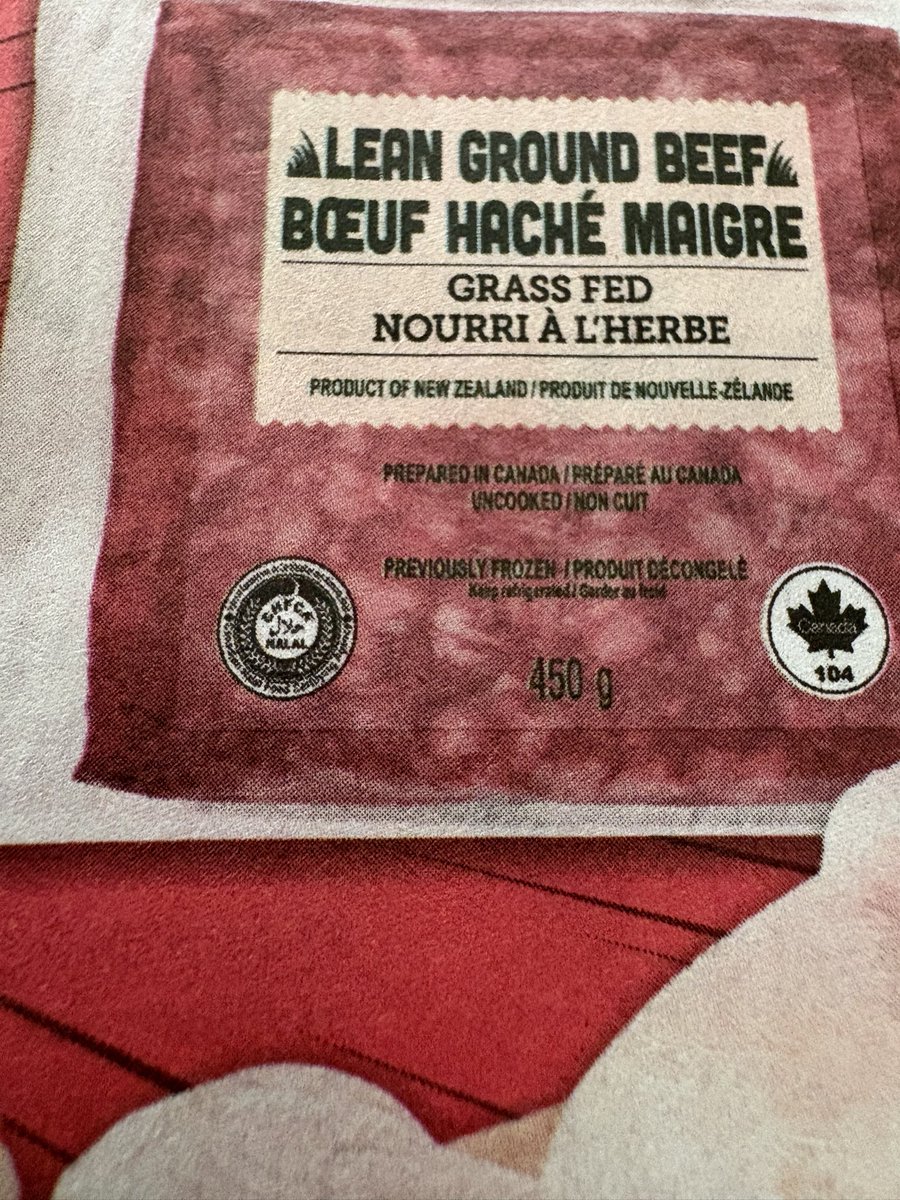 LEAN GROUND BEEF
BŒUF HACHÉ MAIGRE
GRASS FED
NOURRI À L'HERBE
PRODUCT OF NEW ZEALAND / PRODUIT DE NOUVELLE-ZÉLANDE
PREPARED IN CANADA / PRÉPARÉ AU CANADA
UNCOOKED / NON CUIT
PREVIOUSLY FROZEN / PRODUIT DÉCONGELÉ
Keep refrigerated / Garder au froid
حلال
HALAL
Canada
104
450 g